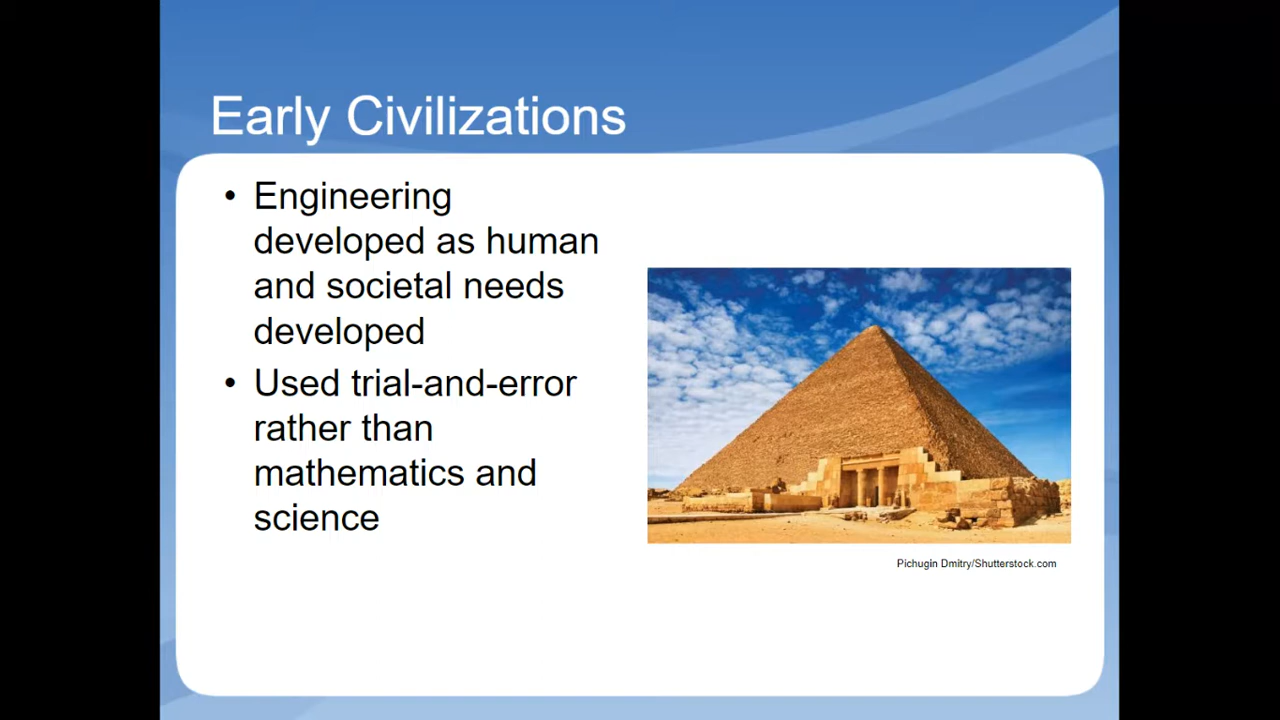 Early Civilizations
• Engineering
developed as human
and societal needs
developed
• Used trial-and-error
rather than
mathematics and
science
Pichugin Dmitry/Shutterstock.com